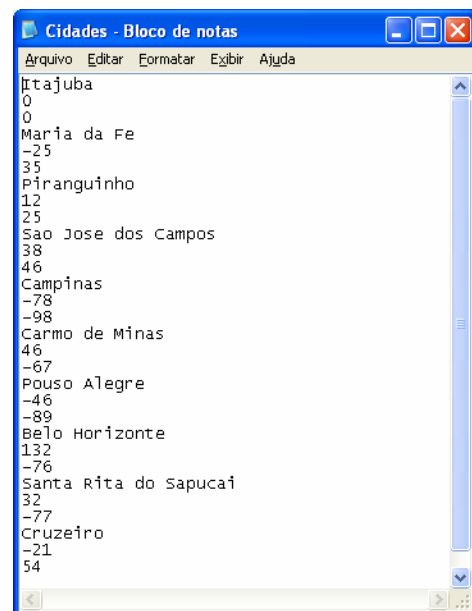 Cidades - Bloco de notas
Arquivo Editar Formatar Exibir Ajuda
Itajuba
0
0
Maria da Fe
-25
35
Piranguinho
12
25
Sao Jose dos Campos
38
46
Campinas
-78
-98
Carmo de Minas
46
-67
Pouso Alegre
-46
-89
Belo Horizonte
132
-76
Santa Rita do Sapucai
32
-77
Cruzeiro
-21
54